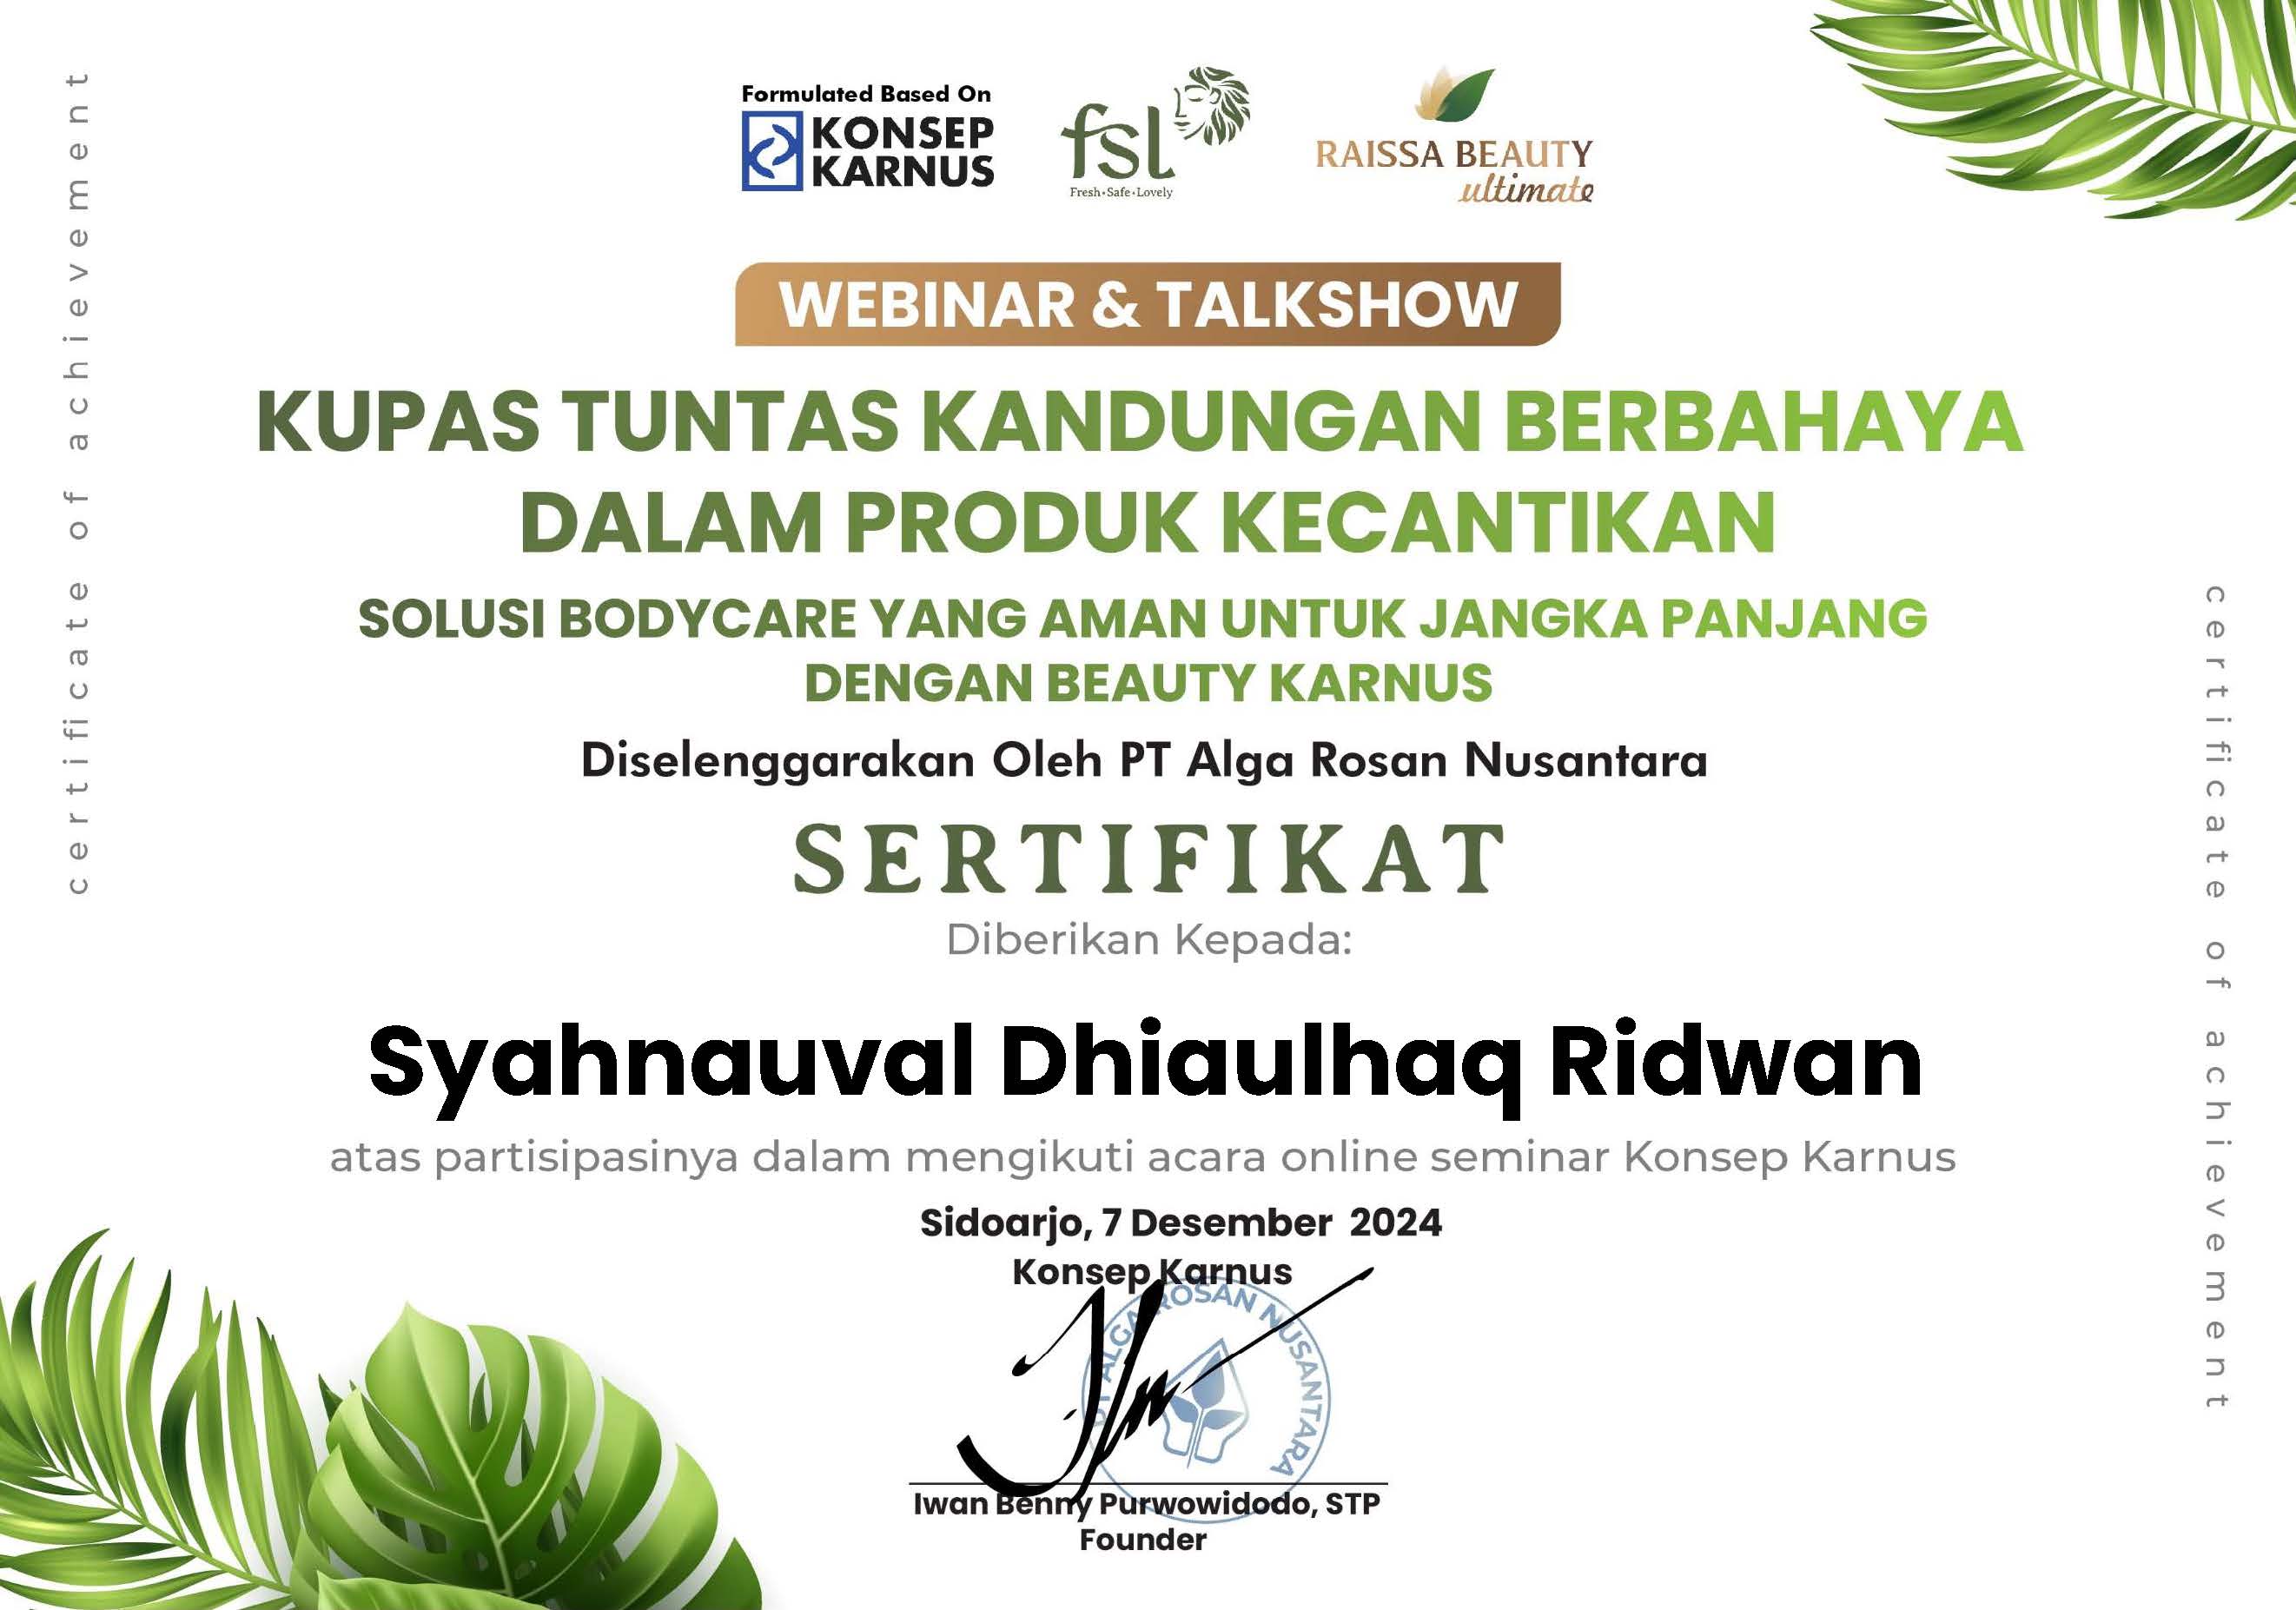 Formulated Based On
KONSEP
KARNUS
fsl
Fresh•Safe•Lovely
RAISSA BEAUTY
ultimate
WEBINAR & TALKSHOW
KUPAS TUNTAS KANDUNGAN BERBAHAYA
DALAM PRODUK KECANTIKAN
SOLUSI BODYCARE YANG AMAN UNTUK JANGKA PANJANG
DENGAN BEAUTY KARNUS
Diselenggarakan Oleh PT Alga Rosan Nusantara
SERTIFIKAT
Diberikan Kepada:
Syahnauval Dhiaulhaq Ridwan
atas partisipasinya dalam mengikuti acara online seminar Konsep Karnus
Sidoarjo, 7 Desember 2024
Konsep Karnus
PT ALGA ROSAN NUSANTARA
Iwan Benny Purwowidodo, STP
Founder
certificate of achievement
certificate of achievement